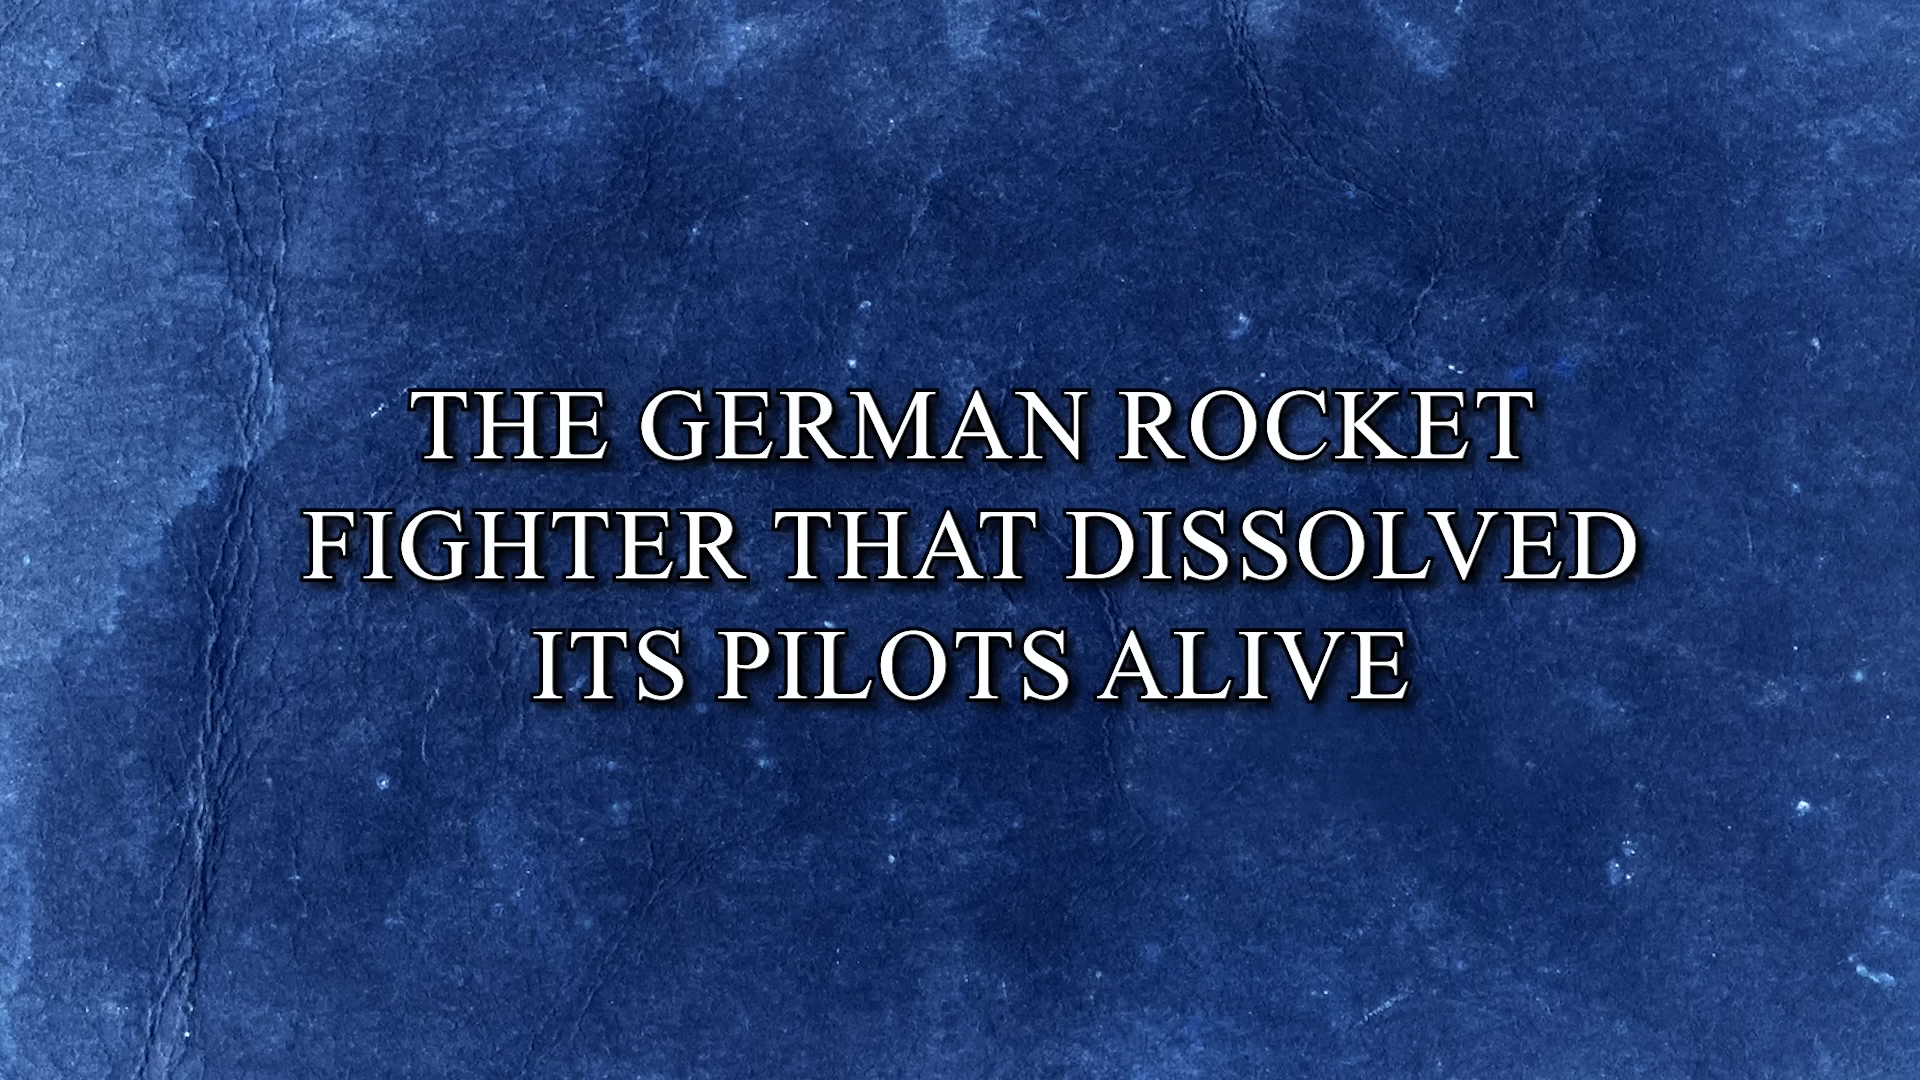 THE GERMAN ROCKET
FIGHTER THAT DISSOLVED
ITS PILOTS ALIVE